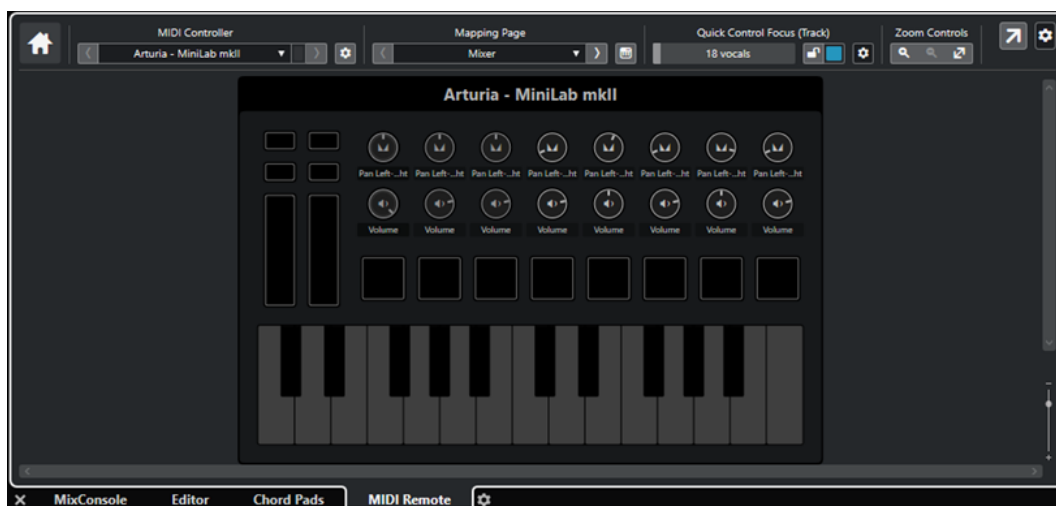 MIDI Controller
Mapping Page
Quick Control Focus (Track)
Zoom Controls
Arturia - MiniLab mkII
Mixer
18 vocals
Arturia - MiniLab mkII
Pan Left-...ht Pan Left-...ht Pan Left-...ht Pan Left-...ht Pan Left-...ht Pan Left-...ht Pan Left-...ht Pan Left-...ht
Volume Volume Volume Volume Volume Volume Volume Volume
MixConsole Editor Chord Pads MIDI Remote